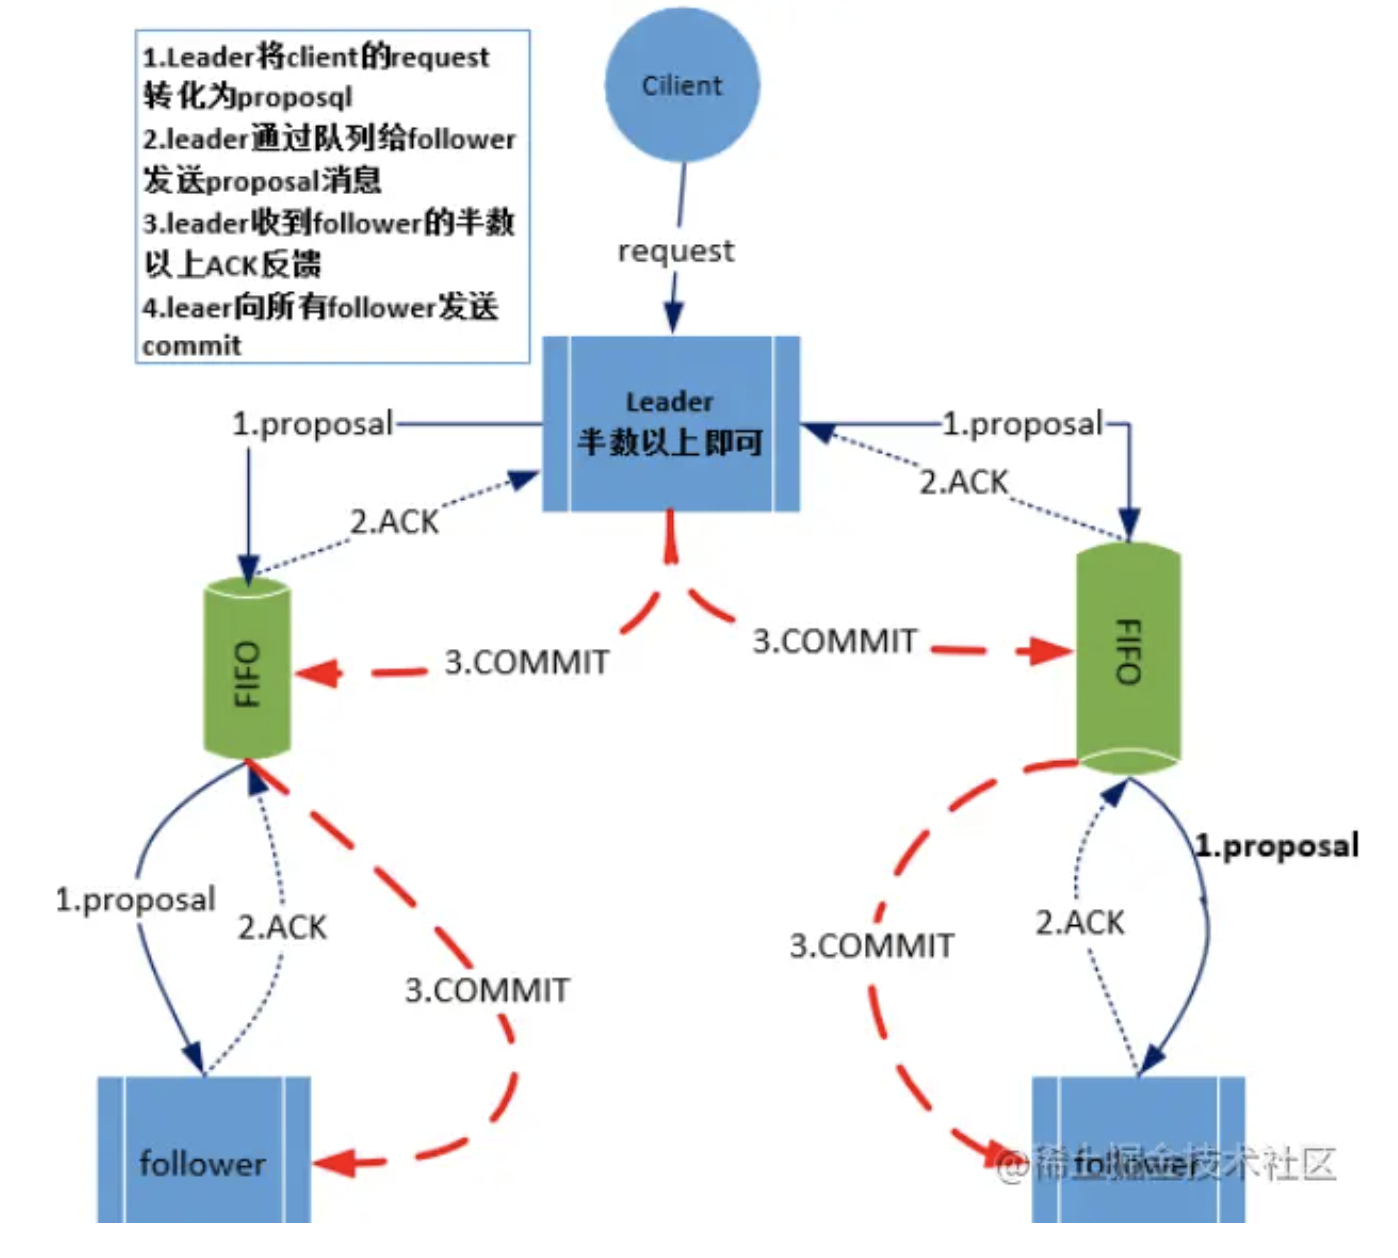 1.Leader将client的request
转化为proposql
2.leader通过队列给follower
发送proposal消息
3.leader收到follower的半数
以上ACK反馈
4.leaer向所有follower发送
commit
Cilient
request
Leader
半数以上即可
1.proposal
1.proposal
2.ACK
2.ACK
FIFO
FIFO
3.COMMIT
3.COMMIT
1.proposal
1.proposal
2.ACK
2.ACK
3.COMMIT
3.COMMIT
follower
follower
@稀土掘金技术社区